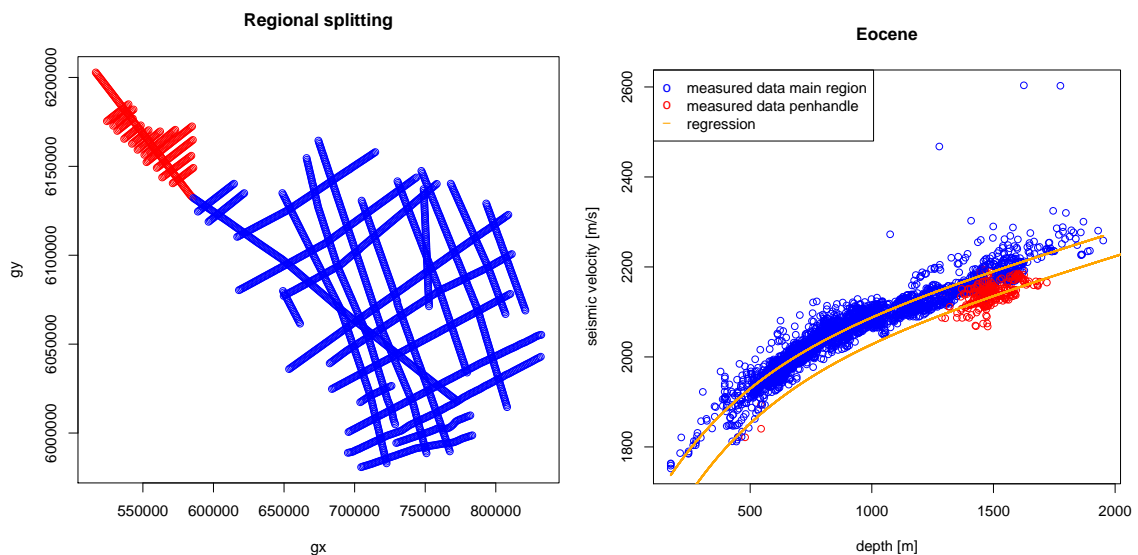 Regional splitting
gy
6000000 6050000 6100000 6150000 6200000
550000 600000 650000 700000 750000 800000
gx
Eocene
seismic velocity [m/s]
1800 2000 2200 2400 2600
o measured data main region
o measured data penhandle
– regression
500 1000 1500 2000
depth [m]